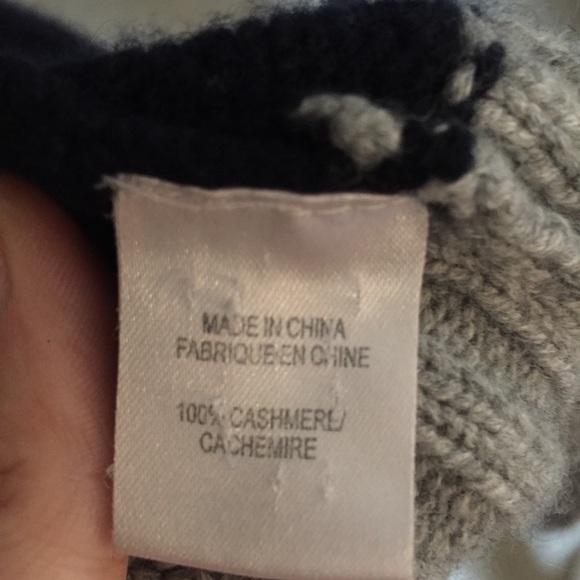 MADE IN CHINA
FABRIQUE EN CHINE
100% CASHMERE/
CACHEMIRE